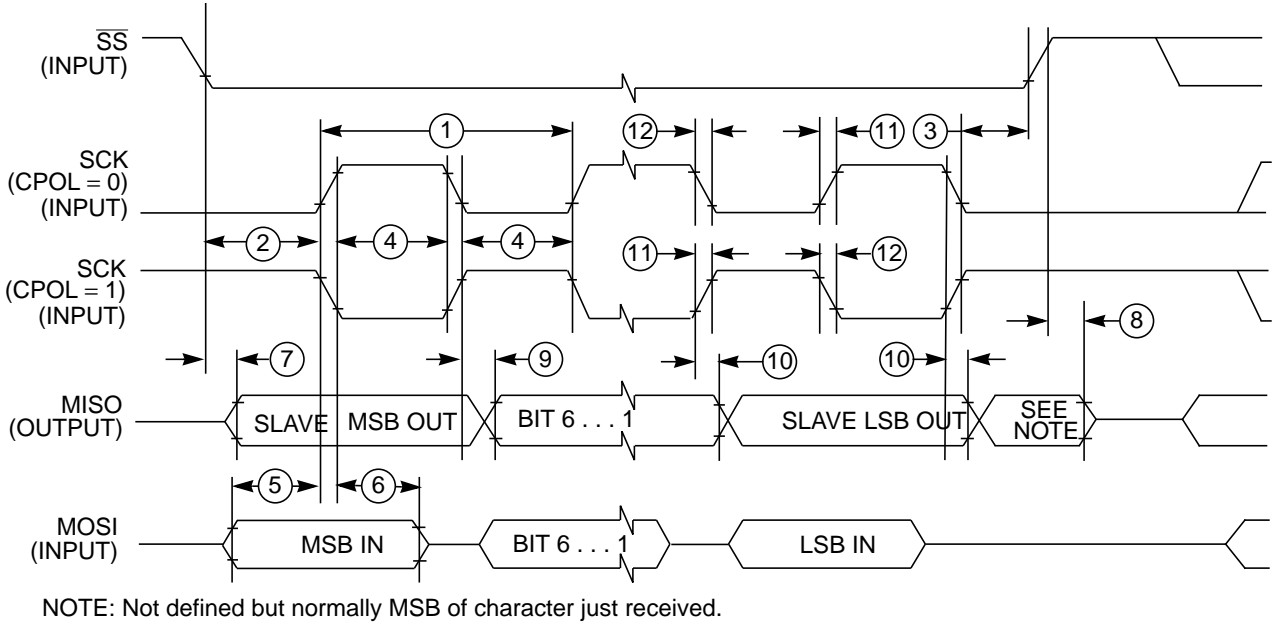 SS
(INPUT)
1
12
11
3
SCK
(CPOL = 0)
(INPUT)
2
4
4
11
12
SCK
(CPOL = 1)
(INPUT)
8
7
9
10
10
MISO
(OUTPUT)
SLAVE MSB OUT
BIT 6 . . . 1
SLAVE LSB OUT
SEE
NOTE
5
6
MOSI
(INPUT)
MSB IN
BIT 6 . . . 1
LSB IN
NOTE: Not defined but normally MSB of character just received.